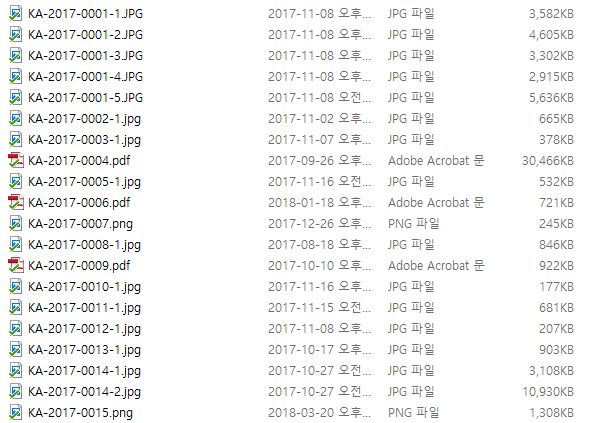 KA-2017-0001-1.JPG 2017-11-08 오후... JPG 파일 3,582KB
KA-2017-0001-2.JPG 2017-11-08 오후... JPG 파일 4,605KB
KA-2017-0001-3.JPG 2017-11-08 오후... JPG 파일 3,302KB
KA-2017-0001-4.JPG 2017-11-08 오후... JPG 파일 2,915KB
KA-2017-0001-5.JPG 2017-11-08 오전... JPG 파일 5,636KB
KA-2017-0002-1.jpg 2017-11-02 오후... JPG 파일 665KB
KA-2017-0003-1.jpg 2017-11-07 오후... JPG 파일 378KB
KA-2017-0004.pdf 2017-09-26 오후... Adobe Acrobat 문 30,466KB
KA-2017-0005-1.jpg 2017-11-16 오전... JPG 파일 532KB
KA-2017-0006.pdf 2018-01-18 오후... Adobe Acrobat 문 721KB
KA-2017-0007.png 2017-12-26 오후... PNG 파일 245KB
KA-2017-0008-1.jpg 2017-08-18 오후... JPG 파일 846KB
KA-2017-0009.pdf 2017-10-10 오후... Adobe Acrobat 문 922KB
KA-2017-0010-1.jpg 2017-11-16 오후... JPG 파일 177KB
KA-2017-0011-1.jpg 2017-11-15 오전... JPG 파일 681KB
KA-2017-0012-1.jpg 2017-11-08 오후... JPG 파일 207KB
KA-2017-0013-1.jpg 2017-10-17 오후... JPG 파일 903KB
KA-2017-0014-1.jpg 2017-10-27 오전... JPG 파일 3,108KB
KA-2017-0014-2.jpg 2017-10-27 오전... JPG 파일 10,930KB
KA-2017-0015.png 2018-03-20 오후... PNG 파일 1,308KB